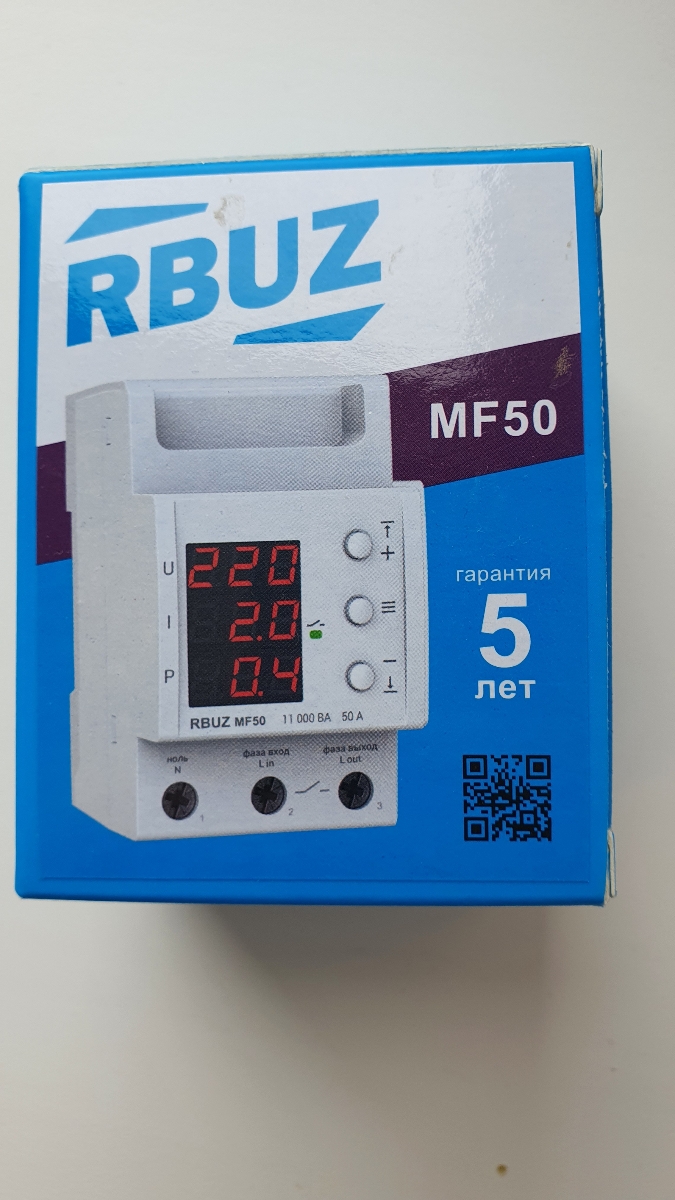 RBUZ
MF50
гарантия
5
лет
U 220
I 2.0
P 0.4
RBUZ MF50 11 000 ВА 50 А
ноль
N
фаза вход
L in
фаза выход
L out
1
2
3